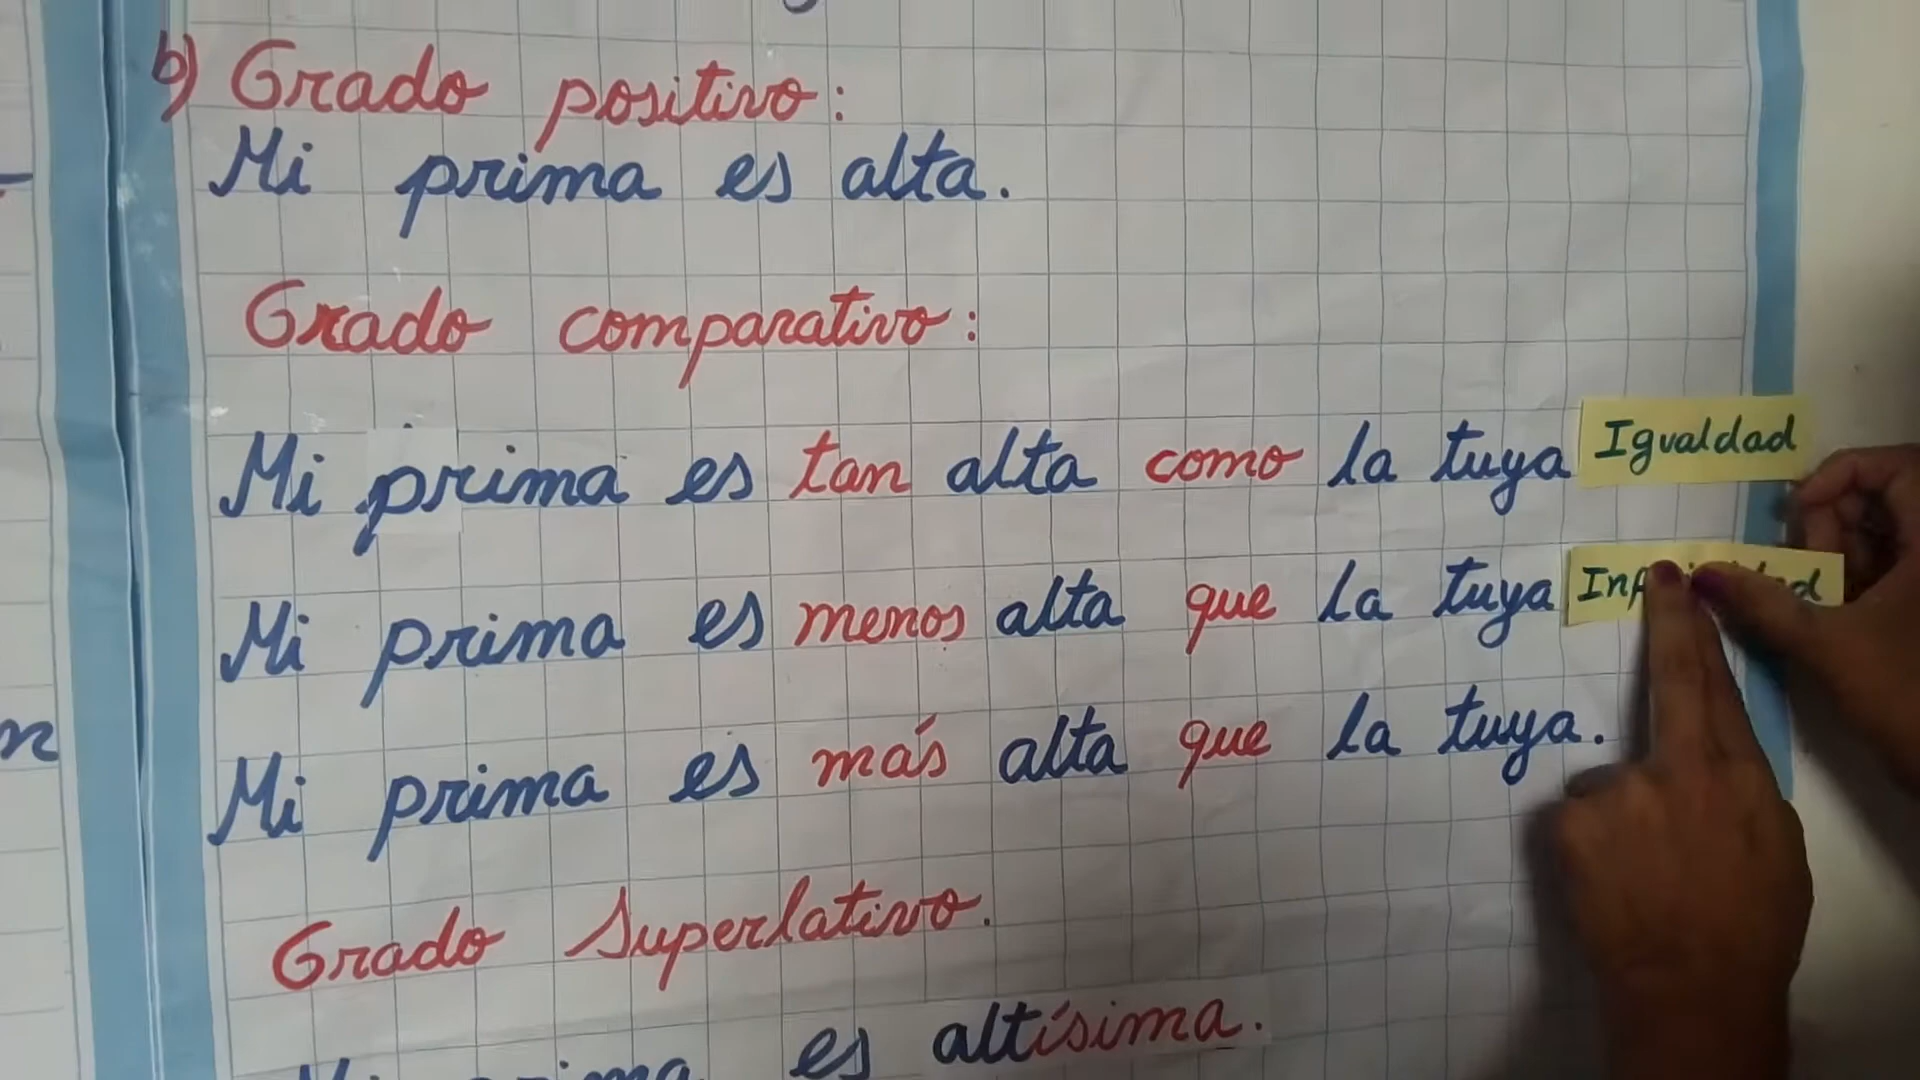 b) Grado positivo:
Mi prima es alta.
Grado comparativo:
Mi prima es tan alta como la tuya Igualdad
Mi prima es menos alta que la tuya
Mi prima es más alta que la tuya.
Grado Superlativo.
es altísima.